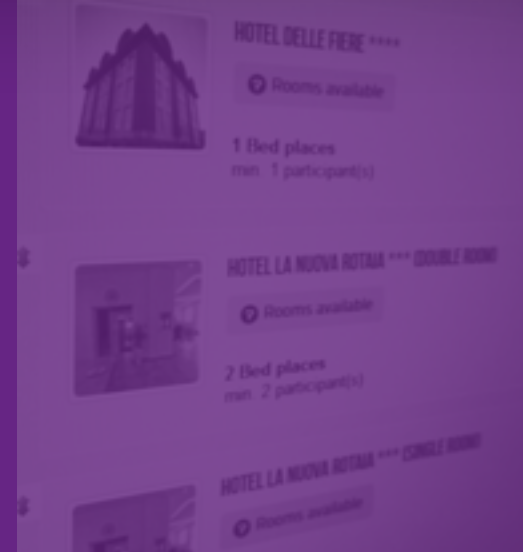 HOTEL DELLE FIERE ****
Rooms available
1 Bed places
min. 1 participant(s)
HOTEL LA NUOVA ROTAIA *** (DOUBLE ROOM)
Rooms available
2 Bed places
min. 2 participant(s)
HOTEL LA NUOVA ROTAIA *** (SINGLE ROOM)
Rooms available